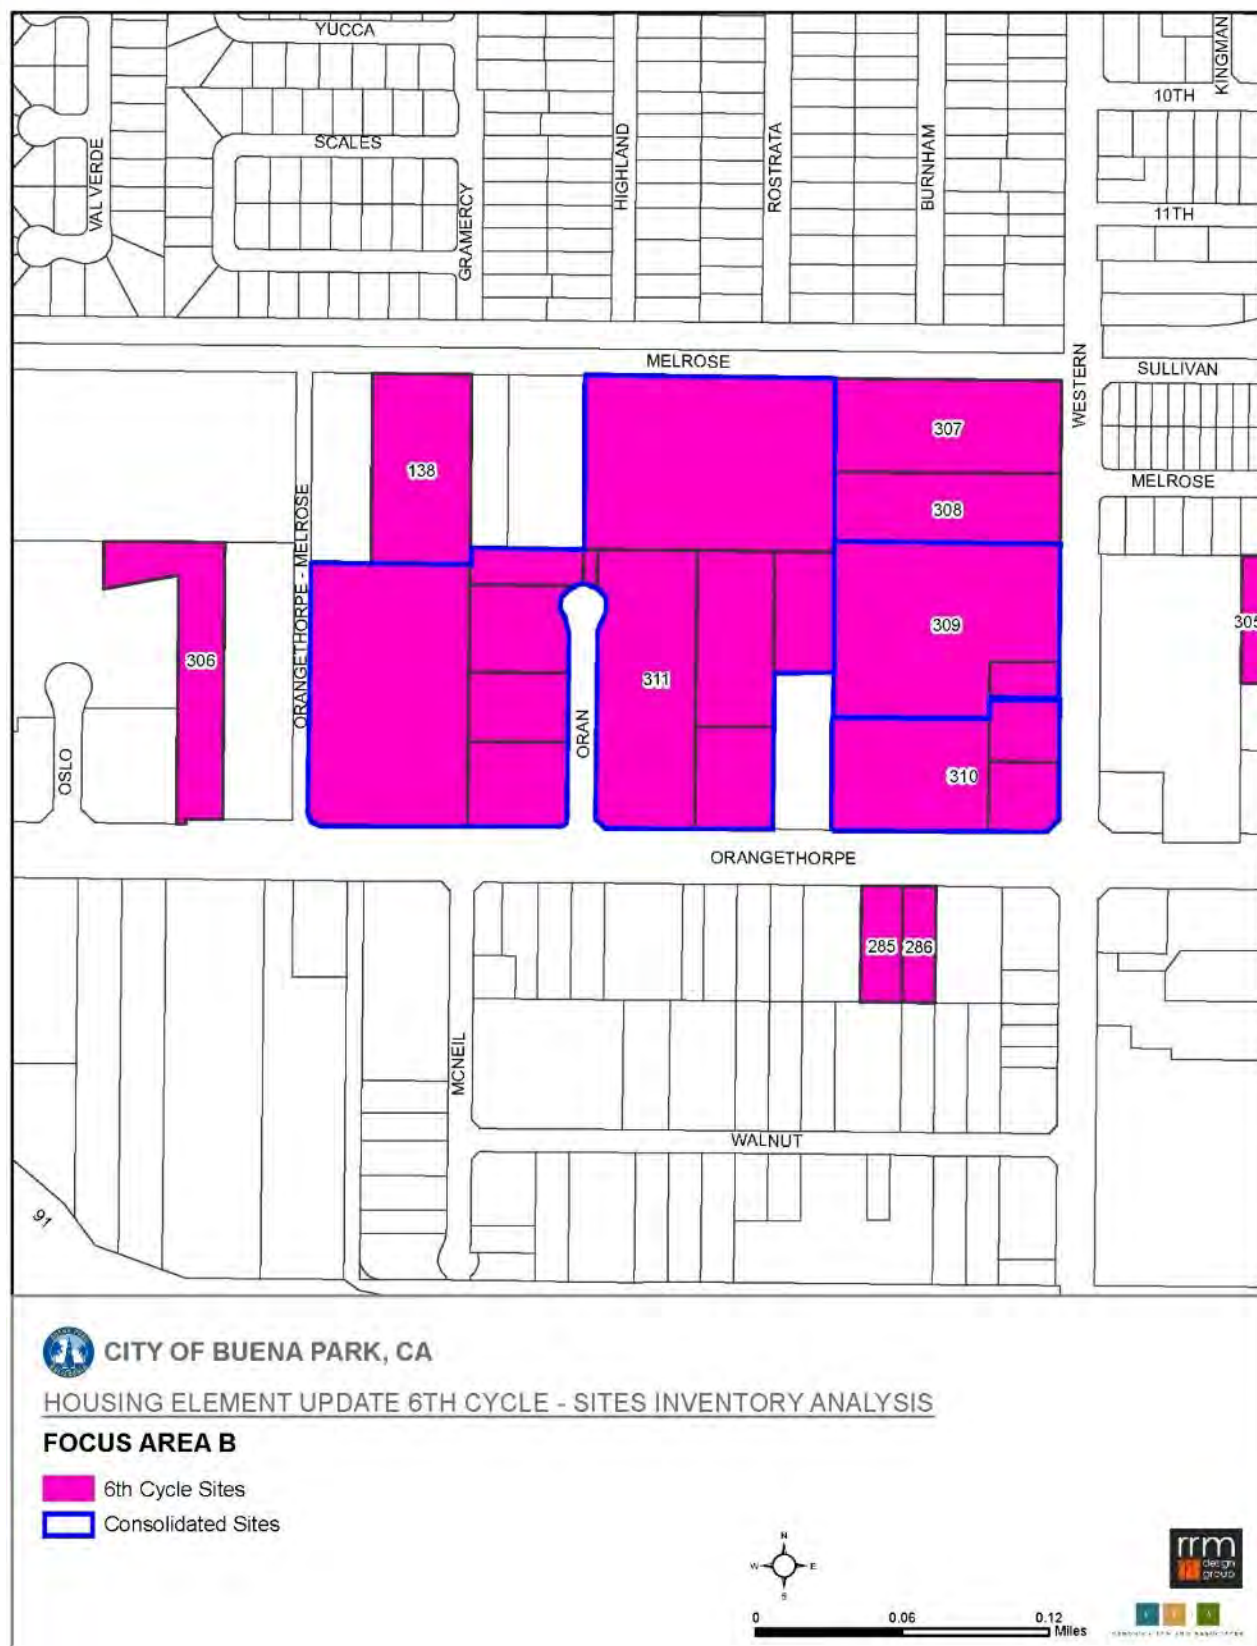 YUCCA
KINGMAN
10TH
SCALES
VAL VERDE
HIGHLAND
ROSTRATA
BURNHAM
GRAMERCY
11TH
MELROSE
WESTERN
SULLIVAN
307
138
MELROSE
308
ORANGETHORPE - MELROSE
309
305
306
311
ORAN
OSLO
310
ORANGETHORPE
285
286
MCNEIL
WALNUT
91
CITY OF BUENA PARK, CA
HOUSING ELEMENT UPDATE 6TH CYCLE - SITES INVENTORY ANALYSIS
FOCUS AREA B
6th Cycle Sites
Consolidated Sites
N
W
E
S
rrm
design
group
0
0.06
0.12
Miles